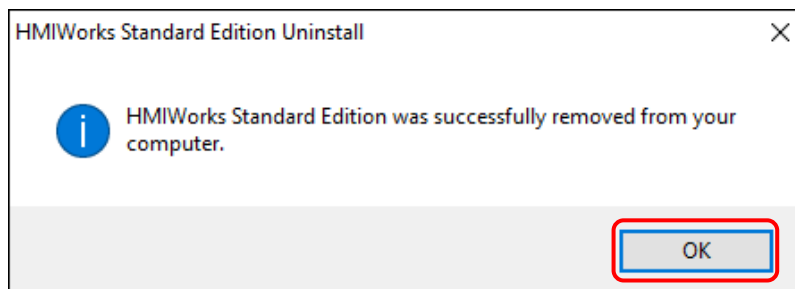 HMIWorks Standard Edition Uninstall
HMIWorks Standard Edition was successfully removed from your
computer.
OK